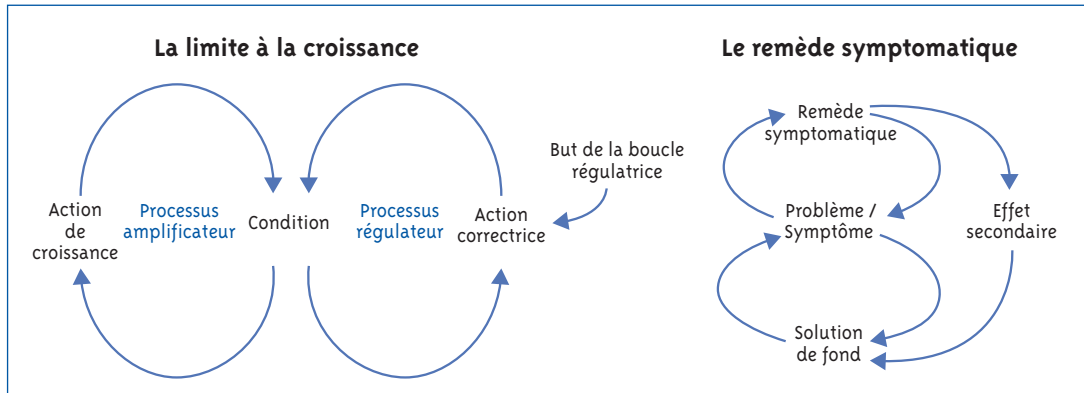 La limite à la croissance
Action
de
croissance
Processus
amplificateur
Condition
Processus
régulateur
Action
correctrice
But de la boucle
régulatrice
Le remède symptomatique
Remède
symptomatique
Problème /
Symptôme
Effet
secondaire
Solution
de fond